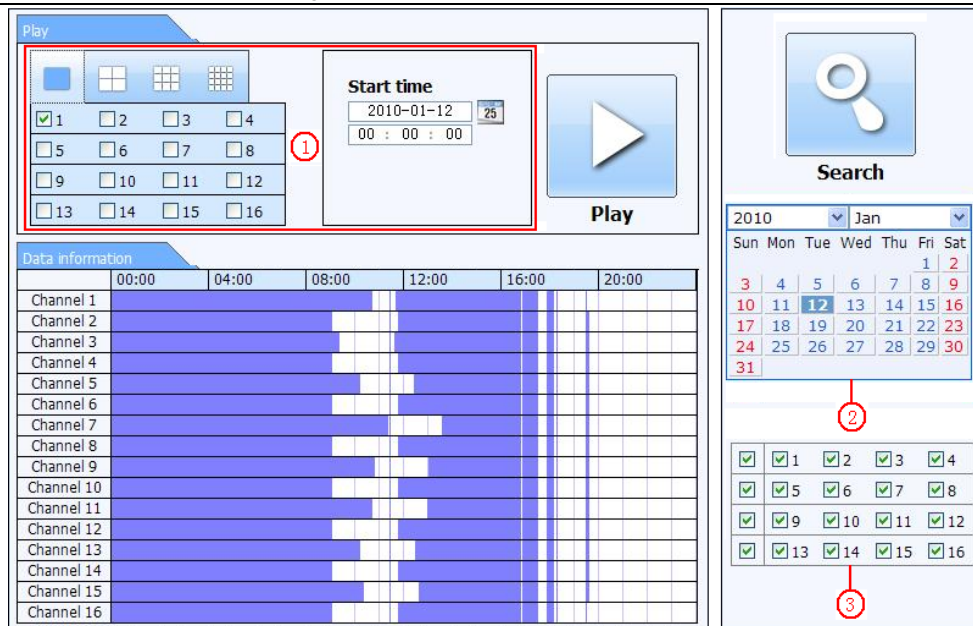 Play
1 2 3 4
5 6 7 8
9 10 11 12
13 14 15 16
1
Start time
2010-01-12 25
00 : 00 : 00
Play
Data information
00:00 04:00 08:00 12:00 16:00 20:00
Channel 1
Channel 2
Channel 3
Channel 4
Channel 5
Channel 6
Channel 7
Channel 8
Channel 9
Channel 10
Channel 11
Channel 12
Channel 13
Channel 14
Channel 15
Channel 16
Search
2010 Jan
Sun Mon Tue Wed Thu Fri Sat
1 2
3 4 5 6 7 8 9
10 11 12 13 14 15 16
17 18 19 20 21 22 23
24 25 26 27 28 29 30
31
2
1 2 3 4
5 6 7 8
9 10 11 12
13 14 15 16
3